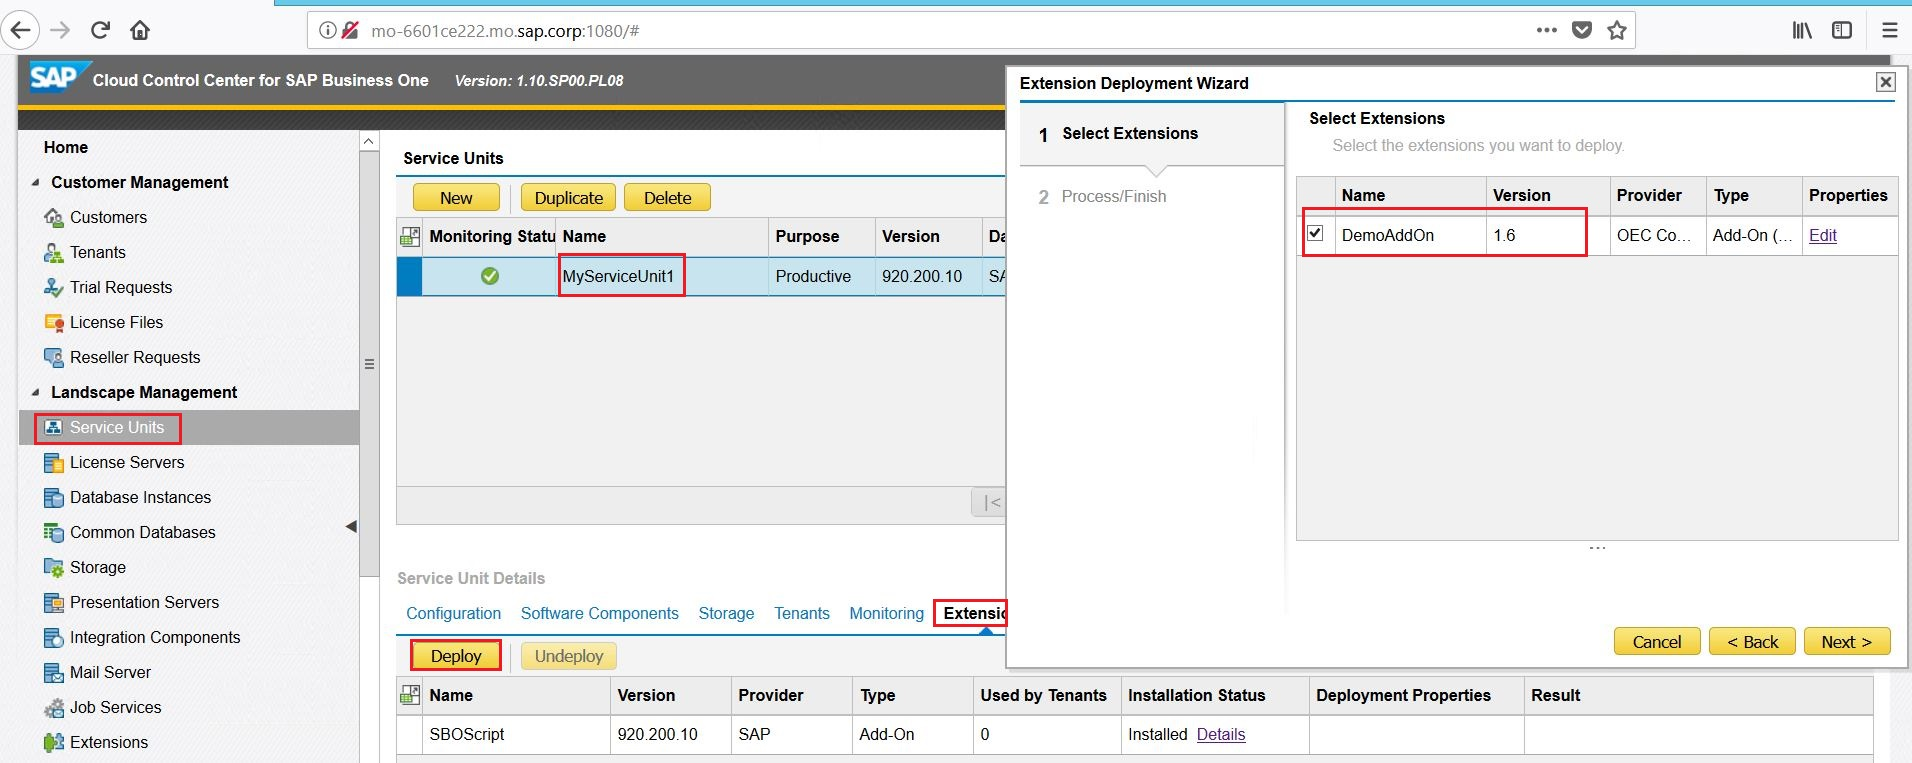 mo-6601ce222.mo.sap.corp:1080/#
SAP Cloud Control Center for SAP Business One Version: 1.10.SP00.PL08
Home
Customer Management
Customers
Tenants
Trial Requests
License Files
Reseller Requests
Landscape Management
Service Units
License Servers
Database Instances
Common Databases
Storage
Presentation Servers
Integration Components
Mail Server
Job Services
Extensions
Service Units
New Duplicate Delete
Monitoring Statu Name Purpose Version Da
MyServiceUnit1 Productive 920.200.10 SA
|<
Service Unit Details
Configuration Software Components Storage Tenants Monitoring Extensio
Deploy Undeploy
Name Version Provider Type Used by Tenants Installation Status Deployment Properties Result
SBOScript 920.200.10 SAP Add-On 0 Installed Details
Extension Deployment Wizard
1 Select Extensions
2 Process/Finish
Select Extensions
Select the extensions you want to deploy.
Name Version Provider Type Properties
DemoAddOn 1.6 OEC Co... Add-On (... Edit
...
Cancel < Back Next >